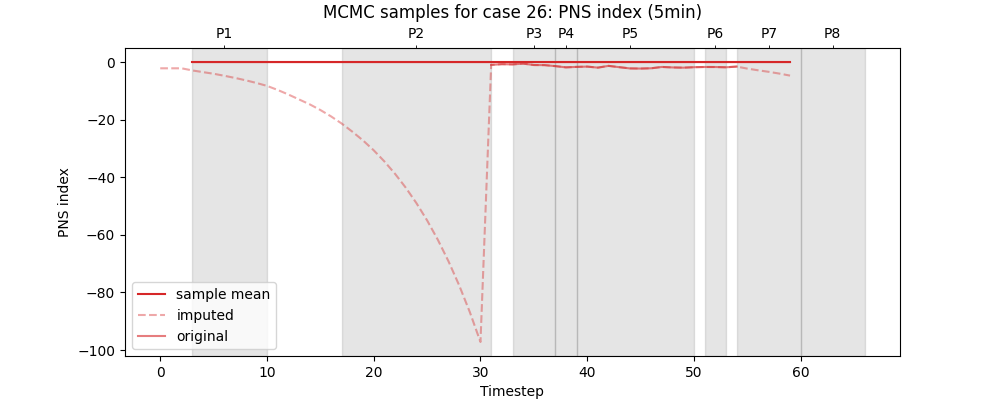 MCMC samples for case 26: PNS index (5min)
P1 P2 P3 P4 P5 P6 P7 P8
PNS index
0
−20
−40
−60
−80
−100
sample mean
imputed
original
0 10 20 30 40 50 60
Timestep